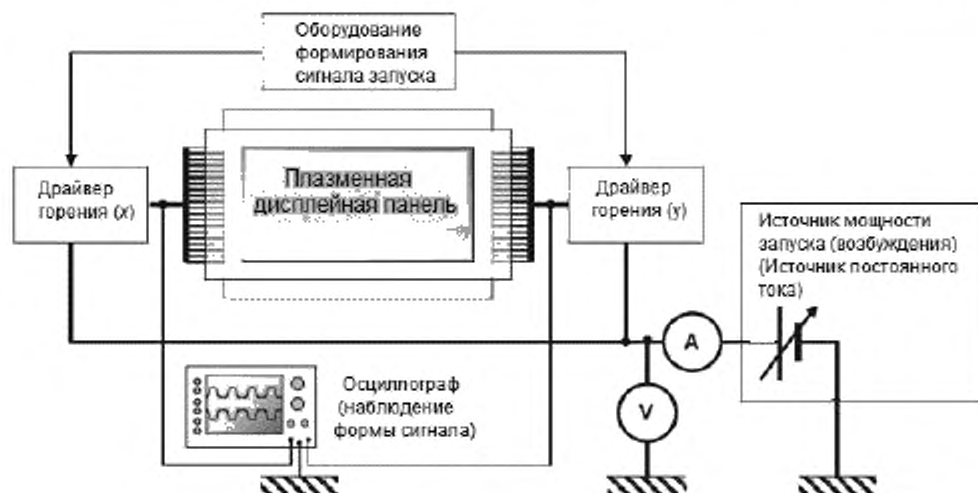 Оборудование
формирования
сигнала запуска
Драйвер
горения (x)
Плазменная
дисплейная панель
Драйвер
горения (y)
Источник мощности
запуска (возбуждения)
(Источник постоянного
тока)
A
V
Осциллограф
(наблюдение
формы сигнала)